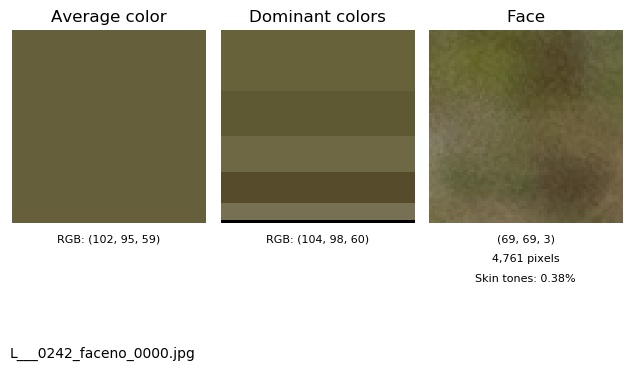 Average color
Dominant colors
Face
RGB: (102, 95, 59)
RGB: (104, 98, 60)
(69, 69, 3)
4,761 pixels
Skin tones: 0.38%
L___0242_faceno_0000.jpg